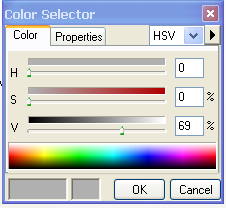 Color Selector
Color Properties HSV
H 0
S 0 %
V 69 %
OK Cancel